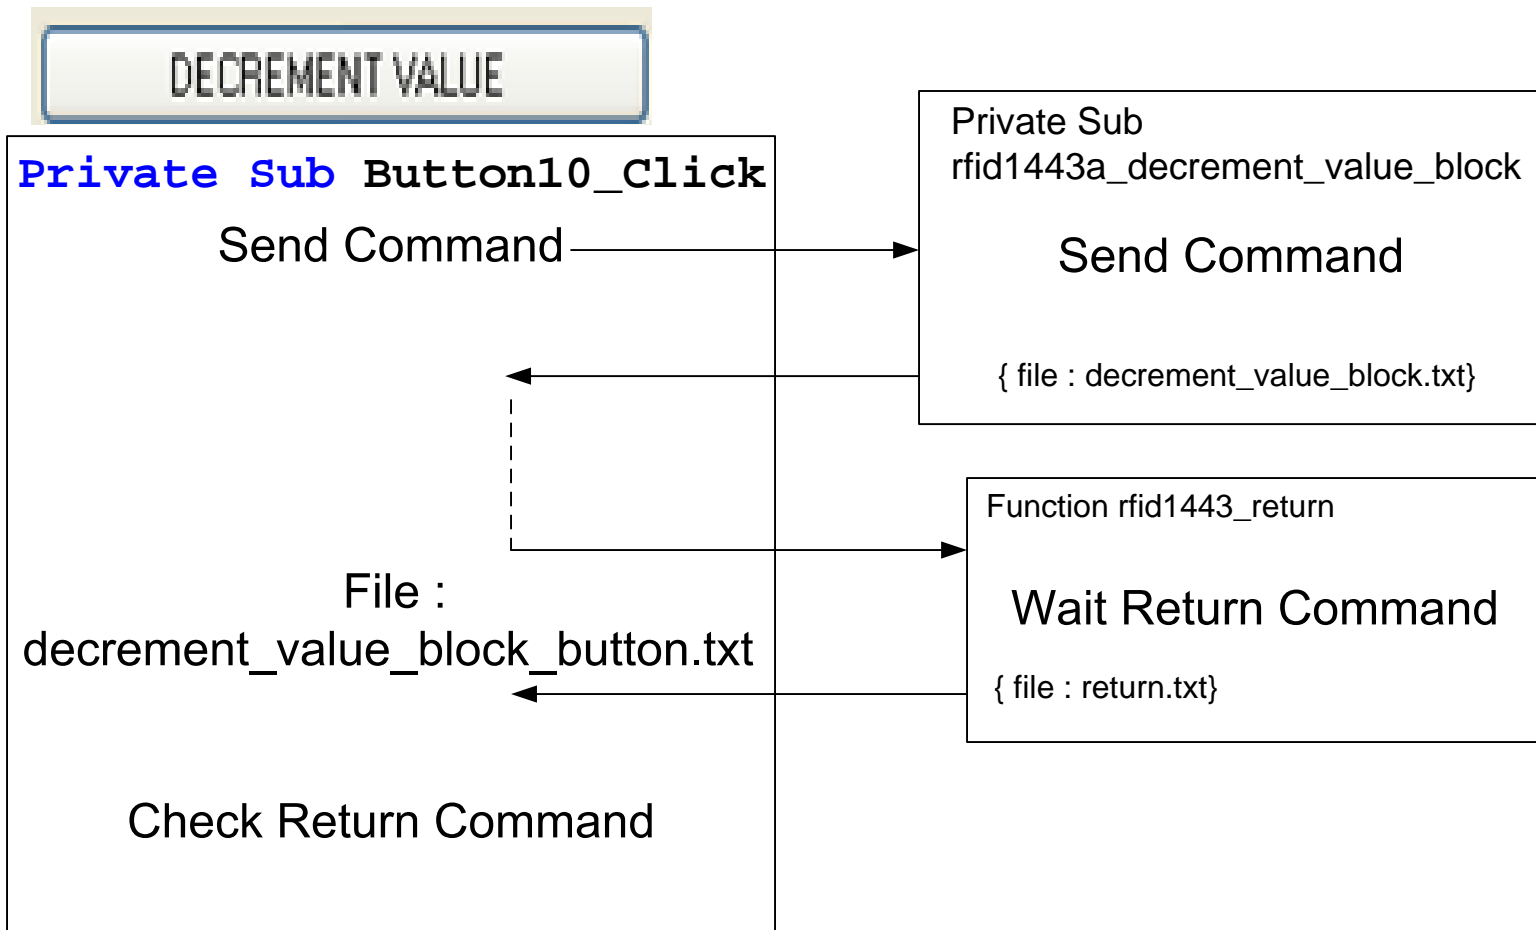 DECREMENT VALUE
Private Sub Button10_Click
Send Command
File :
decrement_value_block_button.txt
Check Return Command
Private Sub
rfid1443a_decrement_value_block
Send Command
{ file : decrement_value_block.txt}
Function rfid1443_return
Wait Return Command
{ file : return.txt}